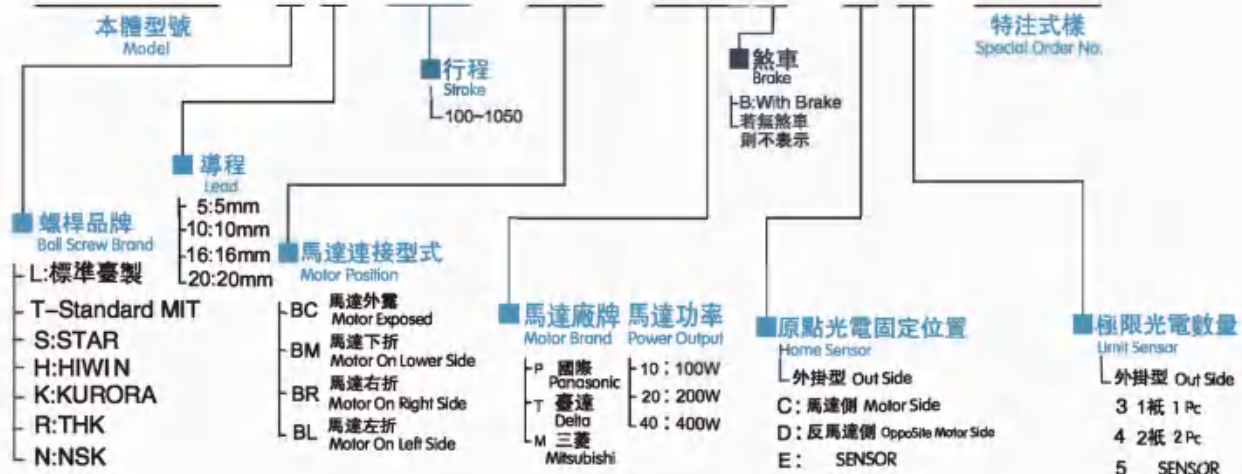 本體型號
Model
特注式樣
Special Order No.
行程
Stroke
100~1050
煞車
Brake
B:With Brake
若無煞車
則不表示
導程
Lead
5:5mm
10:10mm
16:16mm
20:20mm
螺桿品牌
Ball Screw Brand
L:標準臺製
T-Standard MIT
S:STAR
H:HIWIN
K:KURORA
R:THK
N:NSK
馬達連接型式
Motor Position
BC 馬達外露
Motor Exposed
BM 馬達下折
Motor On Lower Side
BR 馬達右折
Motor On Right Side
BL 馬達左折
Motor On Left Side
馬達廠牌
Motor Brand
P 國際
Panasonic
T 臺達
Delta
M 三菱
Mitsubishi
馬達功率
Power Output
10：100W
20：200W
40：400W
原點光電固定位置
Home Sensor
外掛型 Out Side
C：馬達側 Motor Side
D：反馬達側 OppoSite Motor Side
E： SENSOR
極限光電數量
Limit Sensor
外掛型 Out Side
3 1祇 1 Pc
4 2祇 2 Pc
5 SENSOR